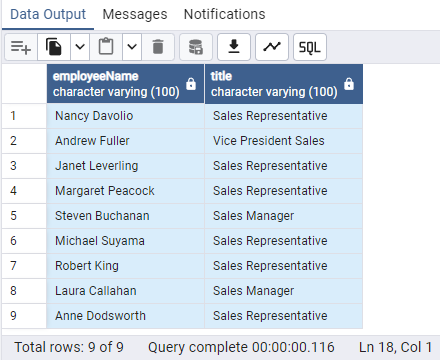 Data Output Messages Notifications
SQL
employeeName title
character varying (100) character varying (100)
1 Nancy Davolio Sales Representative
2 Andrew Fuller Vice President Sales
3 Janet Leverling Sales Representative
4 Margaret Peacock Sales Representative
5 Steven Buchanan Sales Manager
6 Michael Suyama Sales Representative
7 Robert King Sales Representative
8 Laura Callahan Sales Manager
9 Anne Dodsworth Sales Representative
Total rows: 9 of 9 Query complete 00:00:00.116 Ln 18, Col 1